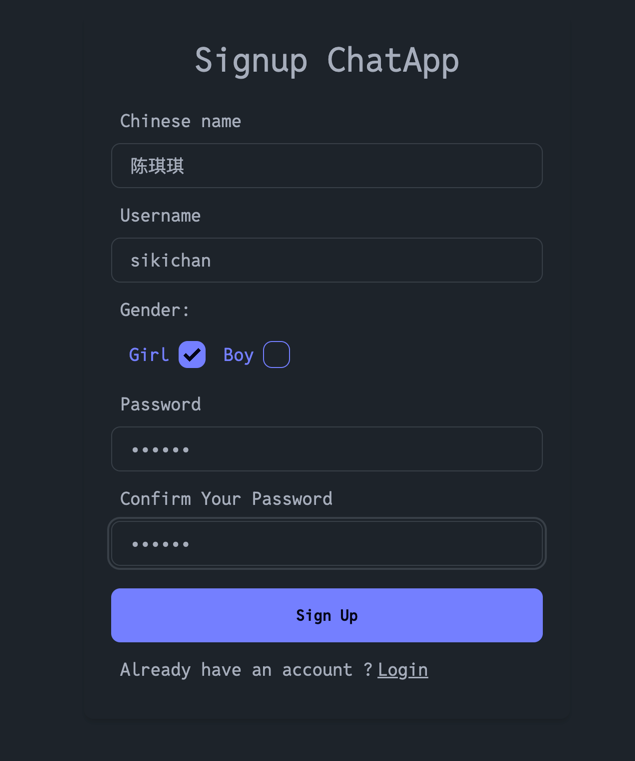 Signup ChatApp
Chinese name
陈琪琪
Username
sikichan
Gender:
Girl Boy
Password
••••••
Confirm Your Password
••••••
Sign Up
Already have an account ? Login